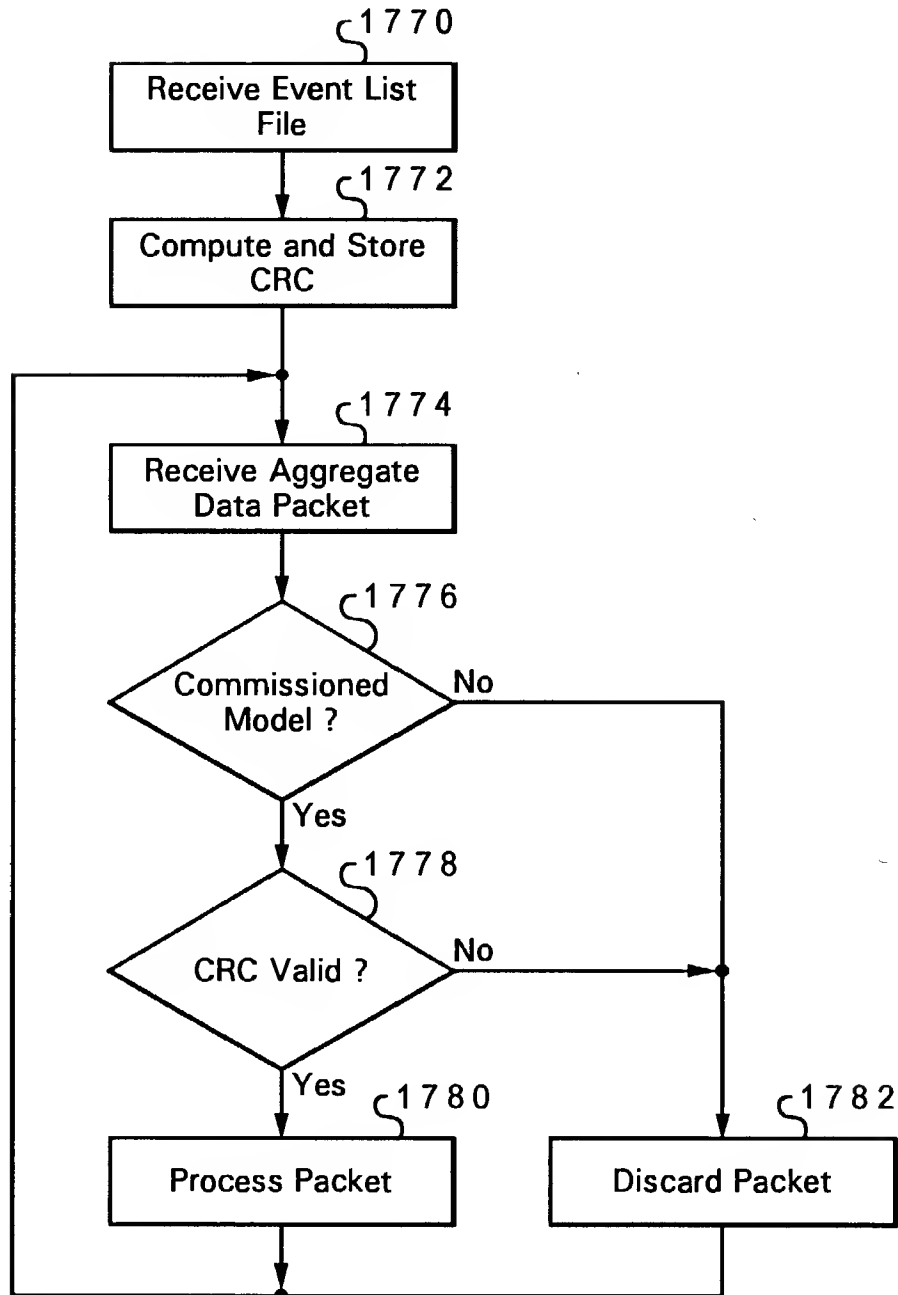 1770
Receive Event List
File
1772
Compute and Store
CRC
1774
Receive Aggregate
Data Packet
1776
Commissioned
Model ?
No
Yes
1778
CRC Valid ?
No
Yes
1780
Process Packet
1782
Discard Packet